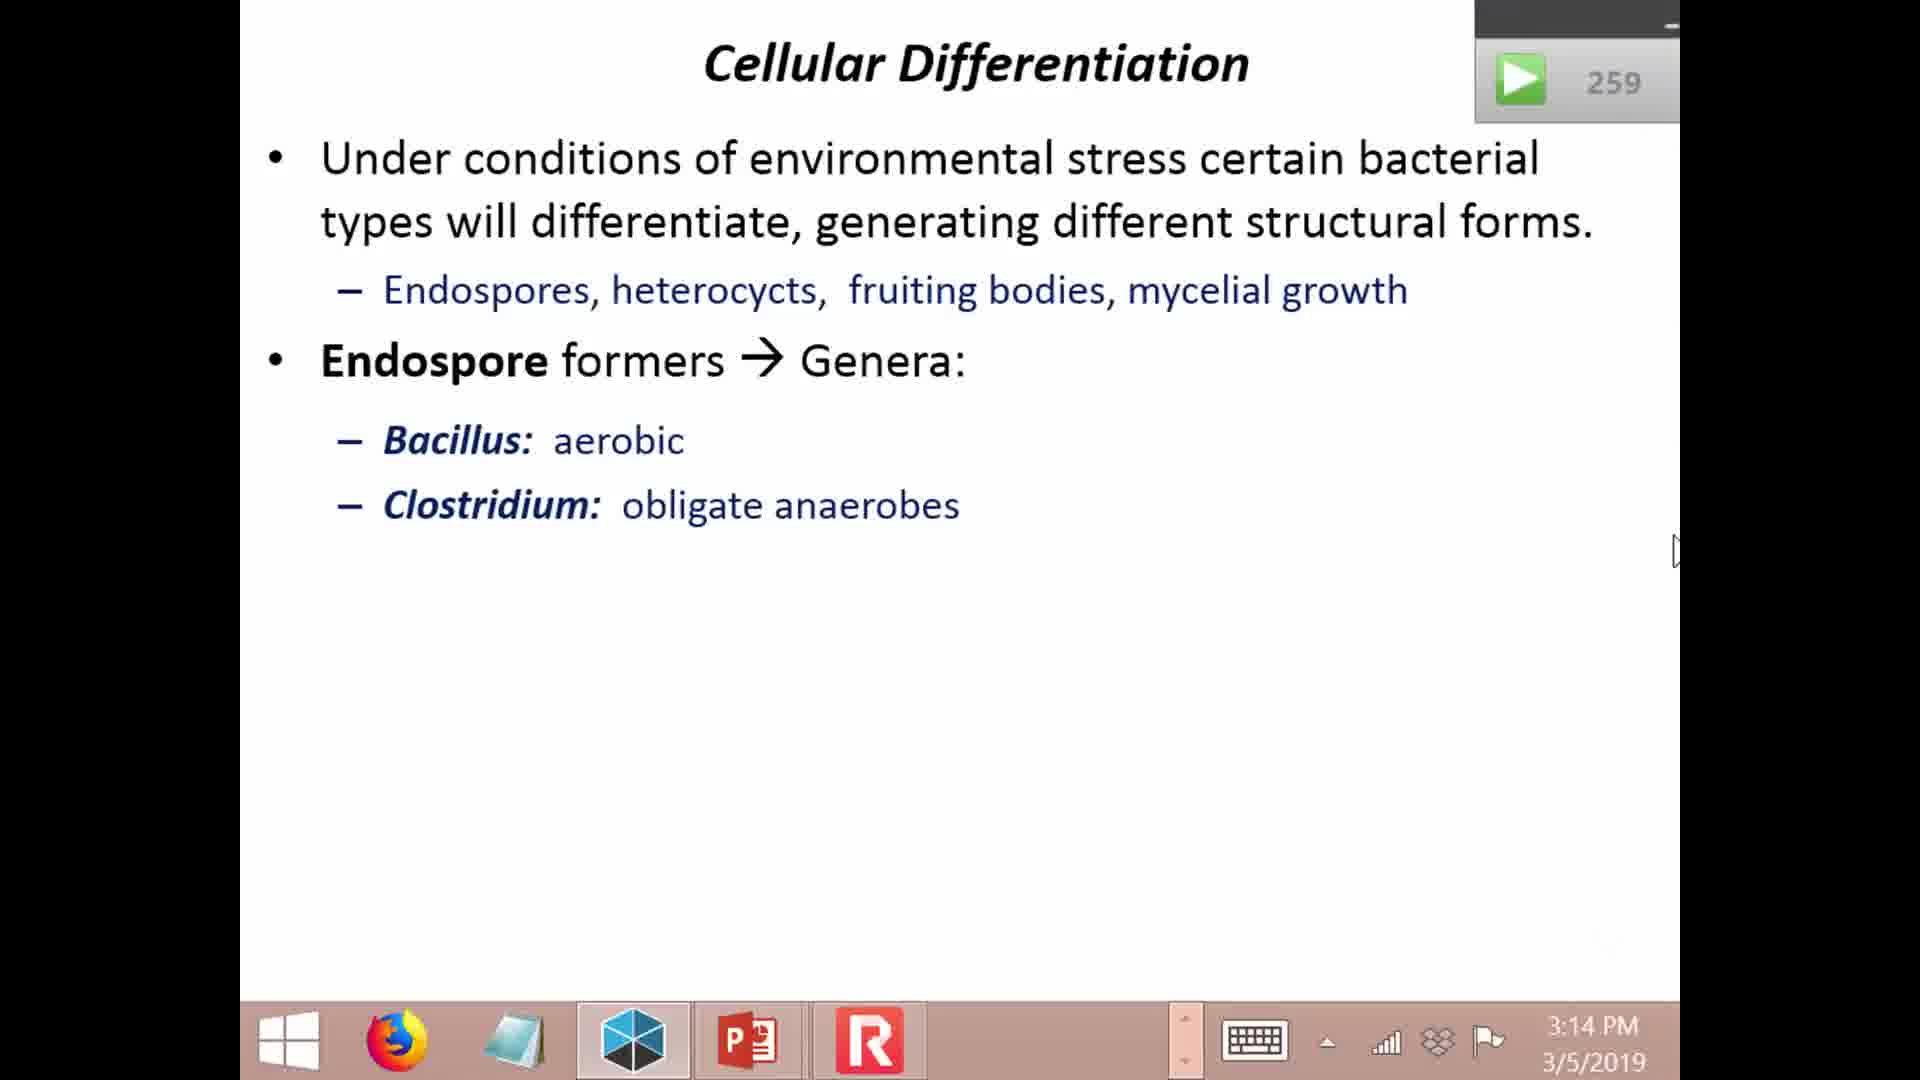 Cellular Differentiation
259
• Under conditions of environmental stress certain bacterial
types will differentiate, generating different structural forms.
– Endospores, heterocycts,  fruiting bodies, mycelial growth
• Endospore formers → Genera:
– Bacillus:  aerobic
– Clostridium:  obligate anaerobes
P
R
3:14 PM
3/5/2019